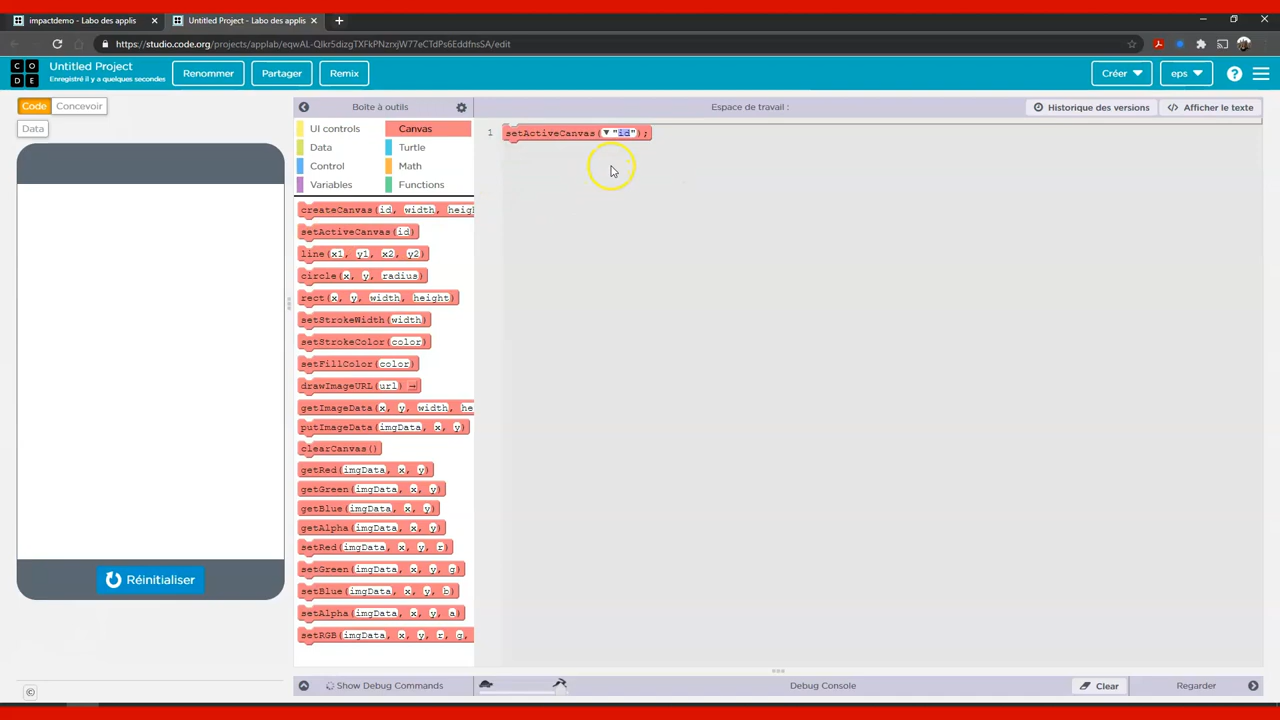 impactdemo - Labo des applis
Untitled Project - Labo des applis
https://studio.code.org/projects/applab/eqwAL-QIkr5dizgTXFkPNzrxjW77eCTdPs6EddfnsSA/edit
CODE
Untitled Project
Enregistré il y a quelques secondes
Renommer
Partager
Remix
Créer
eps
Code
Concevoir
Boîte à outils
Espace de travail :
Historique des versions
Afficher le texte
Data
UI controls
Canvas
Data
Turtle
Control
Math
Variables
Functions
1
setActiveCanvas("id");
createCanvas(id, width, heigh
setActiveCanvas(id)
line(x1, y1, x2, y2)
circle(x, y, radius)
rect(x, y, width, height)
setStrokeWidth(width)
setStrokeColor(color)
setFillColor(color)
drawImageURL(url)
getImageData(x, y, width, he
putImageData(imgData, x, y)
clearCanvas()
getRed(imgData, x, y)
getGreen(imgData, x, y)
getBlue(imgData, x, y)
getAlpha(imgData, x, y)
setRed(imgData, x, y, r)
setGreen(imgData, x, y, g)
setBlue(imgData, x, y, b)
setAlpha(imgData, x, y, a)
setRGB(imgData, x, y, r, g,
Réinitialiser
Show Debug Commands
Debug Console
Clear
Regarder
©